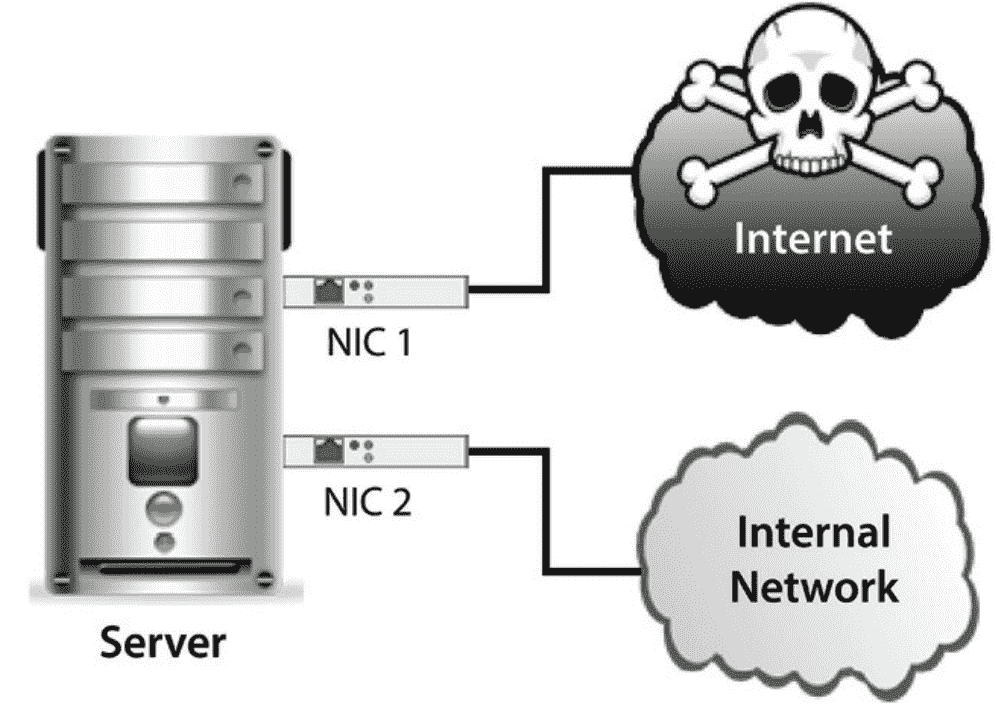 Internet
NIC 1
NIC 2
Internal
Network
Server